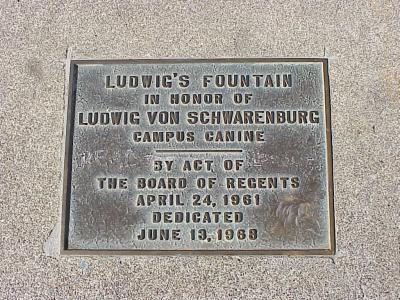 LUDWIG'S FOUNTAIN
IN HONOR OF
LUDWIG VON SCHWARENBURG
CAMPUS CANINE
BY ACT OF
THE BOARD OF REGENTS
APRIL 24, 1961
DEDICATED
JUNE 13, 1968